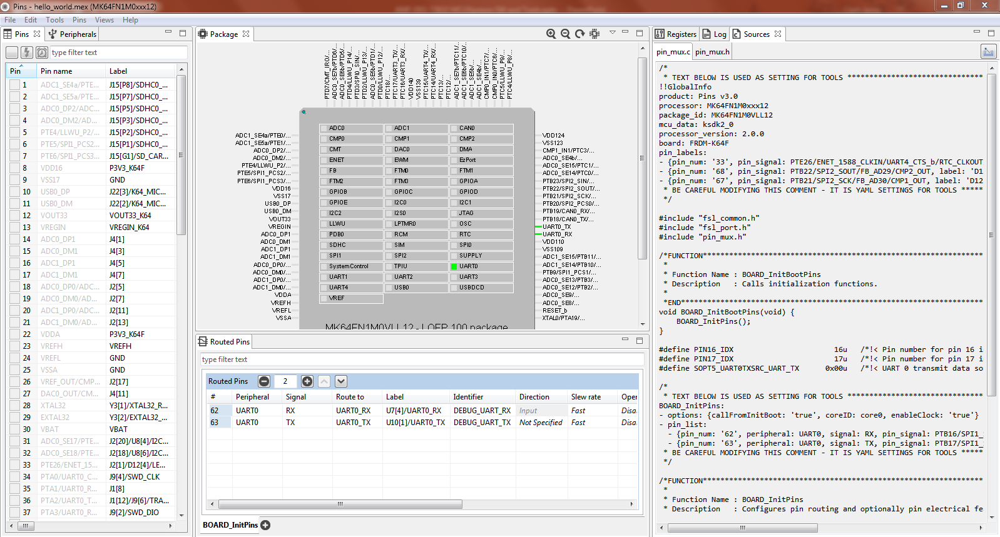 Pins - hello_world.mex (MK64FN1M0xxx12)
File Edit Tools Pins Views Help
Pins Peripherals
type filter text
Pin Pin name Label
1 ADC1_SE4a/PTE... J15[P8]/SDHC0_...
2 ADC1_SE5a/PTE... J15[P7]/SDHC0_...
3 ADC0_DP2/ADC... J15[P5]/SDHC0_...
4 ADC0_DM2/AD... J15[P3]/SDHC0_...
5 PTE4/LLWU_P2/... J15[P2]/SDHC0_...
6 PTE5/SPI1_PCS2... J15[P1]/SDHC0_...
7 PTE6/SPI1_PCS3... J15[G1]/SD_CAR...
8 VDD16 P3V3_K64F
9 VSS17 GND
10 USB0_DP J22[3]/K64_MIC...
11 USB0_DM J22[2]/K64_MIC...
12 VOUT33 VOUT33_K64
13 VREGIN VREGIN_K64
14 ADC0_DP1 J4[1]
15 ADC0_DM1 J4[3]
16 ADC1_DP1 J4[5]
17 ADC1_DM1 J4[7]
18 ADC0_DP0/ADC... J2[5]
19 ADC0_DM0/ADC... J2[7]
20 ADC1_DP0/ADC... J2[11]
21 ADC1_DM0/AD... J2[13]
22 VDDA P3V3_K64F
23 VREFH VREFH
24 VREFL GND
25 VSSA GND
26 VREF_OUT/CMP... J2[17]
27 DAC0_OUT/CM... J4[11]
28 XTAL32 Y3[1]/XTAL32_R...
29 EXTAL32 Y3[2]/EXTAL32_...
30 VBAT VBAT
31 ADC0_SE17/PTE... J2[20]/U8[4]/I2C...
32 ADC0_SE18/PTE... J2[18]/U8[6]/I2C...
33 PTE26/ENET_15... J2[1]/D12[4]/LE...
34 PTA0/UART0_C... J9[4]/SWD_CLK
35 PTA1/UART0_R... J1[8]
36 PTA2/UART0_T... J1[12]/J9[6]/TRA...
37 PTA3/UART0_R... J9[2]/SWD_DIO
Package
PTD7/CMT_IRO/...
ADC0_SE7b/PTD6/...
ADC0_SE6b/PTD5/...
PTD4/LLWU_P14/...
PTD3/SPI0_SIN/...
PTD2/LLWU_P13/...
ADC0_SE5b/PTD1/...
PTD0/LLWU_P12/...
PTC18/...
PTC17/UART3_TX/...
PTC16/UART3_RX/...
VDD140
VSS139
PTC15/UART4_TX/...
PTC14/UART4_RX/...
PTC13/...
PTC12/...
ADC1_SE7b/PTC11/...
ADC1_SE6b/PTC10/...
ADC1_SE5b/...
ADC1_SE4b/...
CMP0_IN1/PTC7/...
CMP0_IN0/PTC6/...
PTC5/LLWU_P9/...
PTC4/LLWU_P8/...
ADC1_SE4a/PTE0/...
ADC1_SE5a/PTE1/...
ADC0_DP2/...
ADC0_DM2/...
PTE4/LLWU_P2/...
PTE5/SPI1_PCS2/...
PTE6/SPI1_PCS3/...
VDD16
VSS17
USB0_DP
USB0_DM
VOUT33
VREGIN
ADC0_DP1
ADC0_DM1
ADC1_DP1
ADC1_DM1
ADC0_DP0/...
ADC0_DM0/...
ADC1_DP0/...
ADC1_DM0/...
VDDA
VREFH
VREFL
VSSA
ADC0 ADC1 CAN0
CMP0 CMP1 CMP2
CMT DAC0 DMA
ENET EWM EzPort
FB FTM0 FTM1
FTM2 FTM3 GPIOA
GPIOB GPIOC GPIOD
GPIOE I2C0 I2C1
I2C2 I2S0 JTAG
LLWU LPTMR0 OSC
PDB0 RCM RTC
SDHC SIM SPI0
SPI1 SPI2 SUPPLY
SystemControl TPIU UART0
UART1 UART2 UART3
UART4 USB0 USBDCD
VREF
MK64FN1M0VLL12 - LQFP 100 package
VDD124
VSS123
CMP1_IN1/PTC3/...
ADC0_SE4b/...
ADC0_SE15/PTC1/...
ADC0_SE14/PTC0/...
PTB23/SPI2_SIN/...
PTB22/SPI2_SOUT/...
PTB21/SPI2_SCK/...
PTB20/SPI2_PCS0/...
PTB19/CAN0_RX/...
PTB18/CAN0_TX/...
UART0_TX
UART0_RX
VDD110
VSS109
ADC1_SE15/PTB11/...
ADC1_SE14/PTB10/...
PTB9/SPI1_PCS1/...
ADC0_SE13/PTB3/...
ADC0_SE12/PTB2/...
ADC0_SE9/...
ADC0_SE8/...
RESET_b
XTAL0/PTA19/...
Routed Pins
type filter text
Routed Pins 2
# Peripheral Signal Route to Label Identifier Direction Slew rate Oper
62 UART0 RX UART0_RX U7[4]/UART0_RX DEBUG_UART_RX Input Fast Disa
63 UART0 TX UART0_TX U10[1]/UART0_TX DEBUG_UART_TX Not Specified Fast Disa
BOARD_InitPins
Registers Log Sources
pin_mux.c pin_mux.h
/*
* TEXT BELOW IS USED AS SETTING FOR TOOLS *******************************
!!GlobalInfo
product: Pins v3.0
processor: MK64FN1M0xxx12
package_id: MK64FN1M0VLL12
mcu_data: ksdk2_0
processor_version: 2.0.0
board: FRDM-K64F
pin_labels:
- {pin_num: '33', pin_signal: PTE26/ENET_1588_CLKIN/UART4_CTS_b/RTC_CLKOUT
- {pin_num: '68', pin_signal: PTB22/SPI2_SOUT/FB_AD29/CMP2_OUT, label: 'D1
- {pin_num: '67', pin_signal: PTB21/SPI2_SCK/FB_AD30/CMP1_OUT, label: 'D12
* BE CAREFUL MODIFYING THIS COMMENT - IT IS YAML SETTINGS FOR TOOLS *****
*/
#include "fsl_common.h"
#include "fsl_port.h"
#include "pin_mux.h"
/*FUNCTION****************************************************************
*
* Function Name : BOARD_InitBootPins
* Description : Calls initialization functions.
*
*END*********************************************************************
void BOARD_InitBootPins(void) {
BOARD_InitPins();
}
#define PIN16_IDX 16u /*!< Pin number for pin 16 i
#define PIN17_IDX 17u /*!< Pin number for pin 17 i
#define SOPT5_UART0TXSRC_UART_TX 0x00u /*!< UART 0 transmit data so
/*
* TEXT BELOW IS USED AS SETTING FOR TOOLS *******************************
BOARD_InitPins:
- options: {callFromInitBoot: 'true', coreID: core0, enableClock: 'true'}
- pin_list:
- {pin_num: '62', peripheral: UART0, signal: RX, pin_signal: PTB16/SPI1_
- {pin_num: '63', peripheral: UART0, signal: TX, pin_signal: PTB17/SPI1_
* BE CAREFUL MODIFYING THIS COMMENT - IT IS YAML SETTINGS FOR TOOLS *****
*/
/*FUNCTION****************************************************************
*
* Function Name : BOARD_InitPins
* Description : Configures pin routing and optionally pin electrical fe